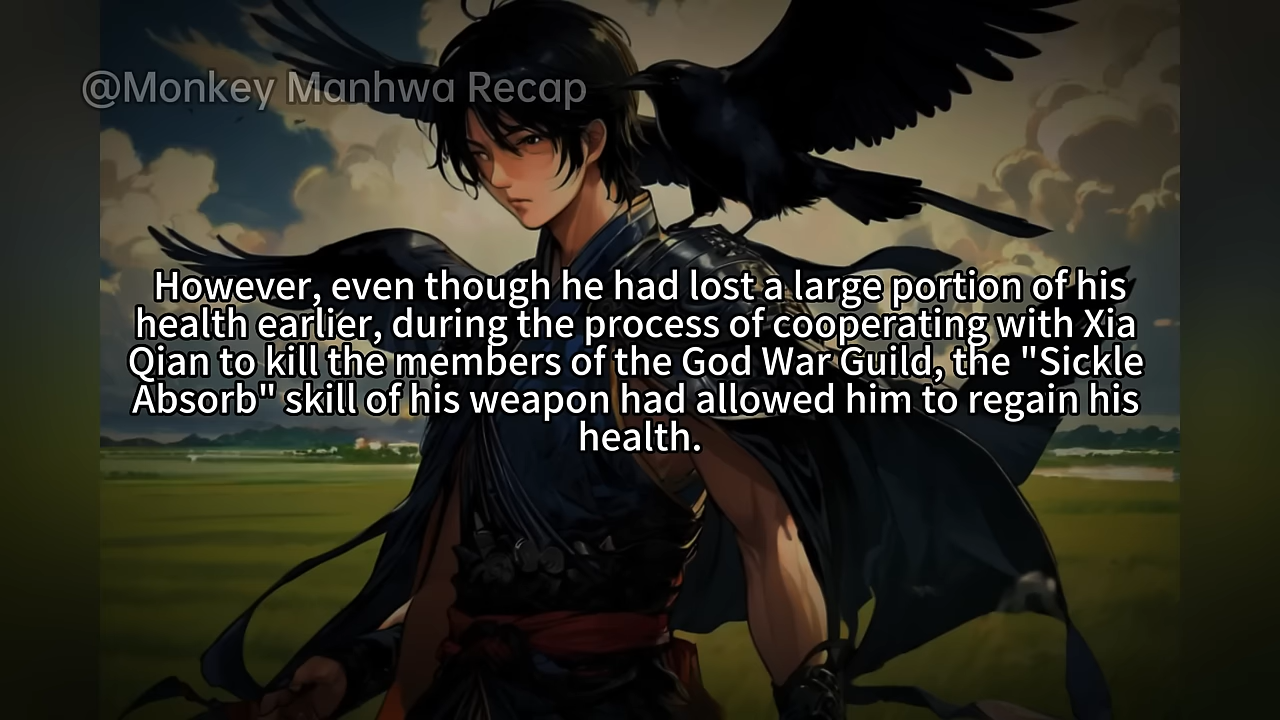 @Monkey Manhwa Recap
However, even though he had lost a large portion of his
health earlier, during the process of cooperating with Xia
Qian to kill the members of the God War Guild, the "Sickle
Absorb" skill of his weapon had allowed him to regain his
health.